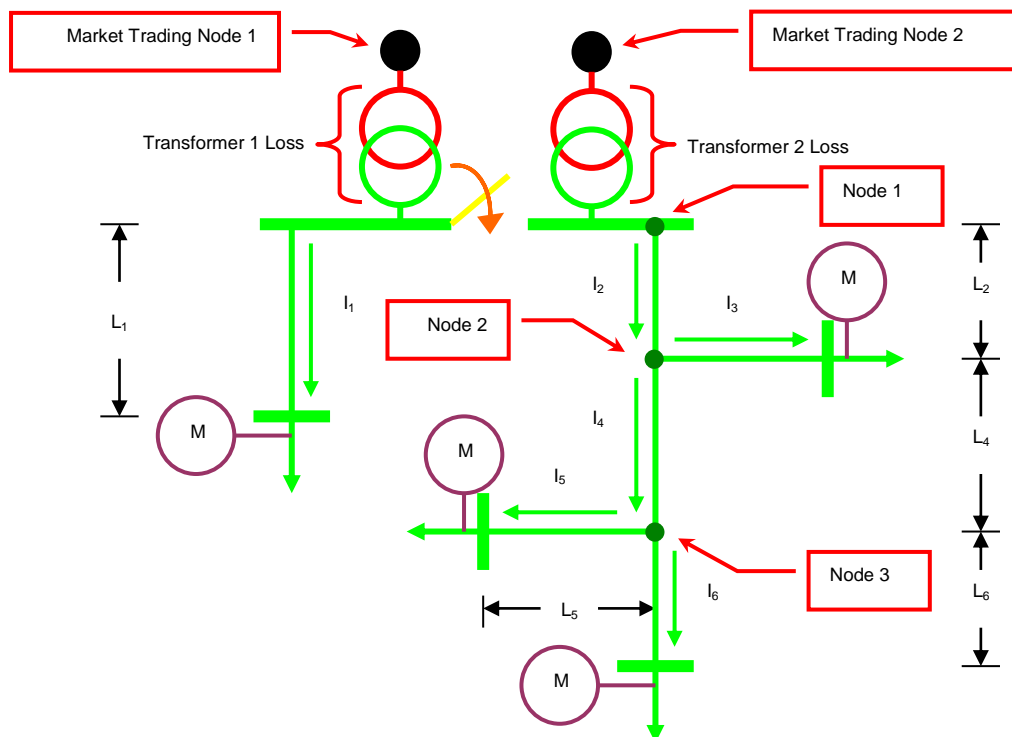 Market Trading Node 1
Market Trading Node 2
Transformer 1 Loss
Transformer 2 Loss
Node 1
M
L₂
L₁
I₁
I₂
I₃
Node 2
I₄
L₄
M
M
I₅
Node 3
I₆
L₆
L₅
M